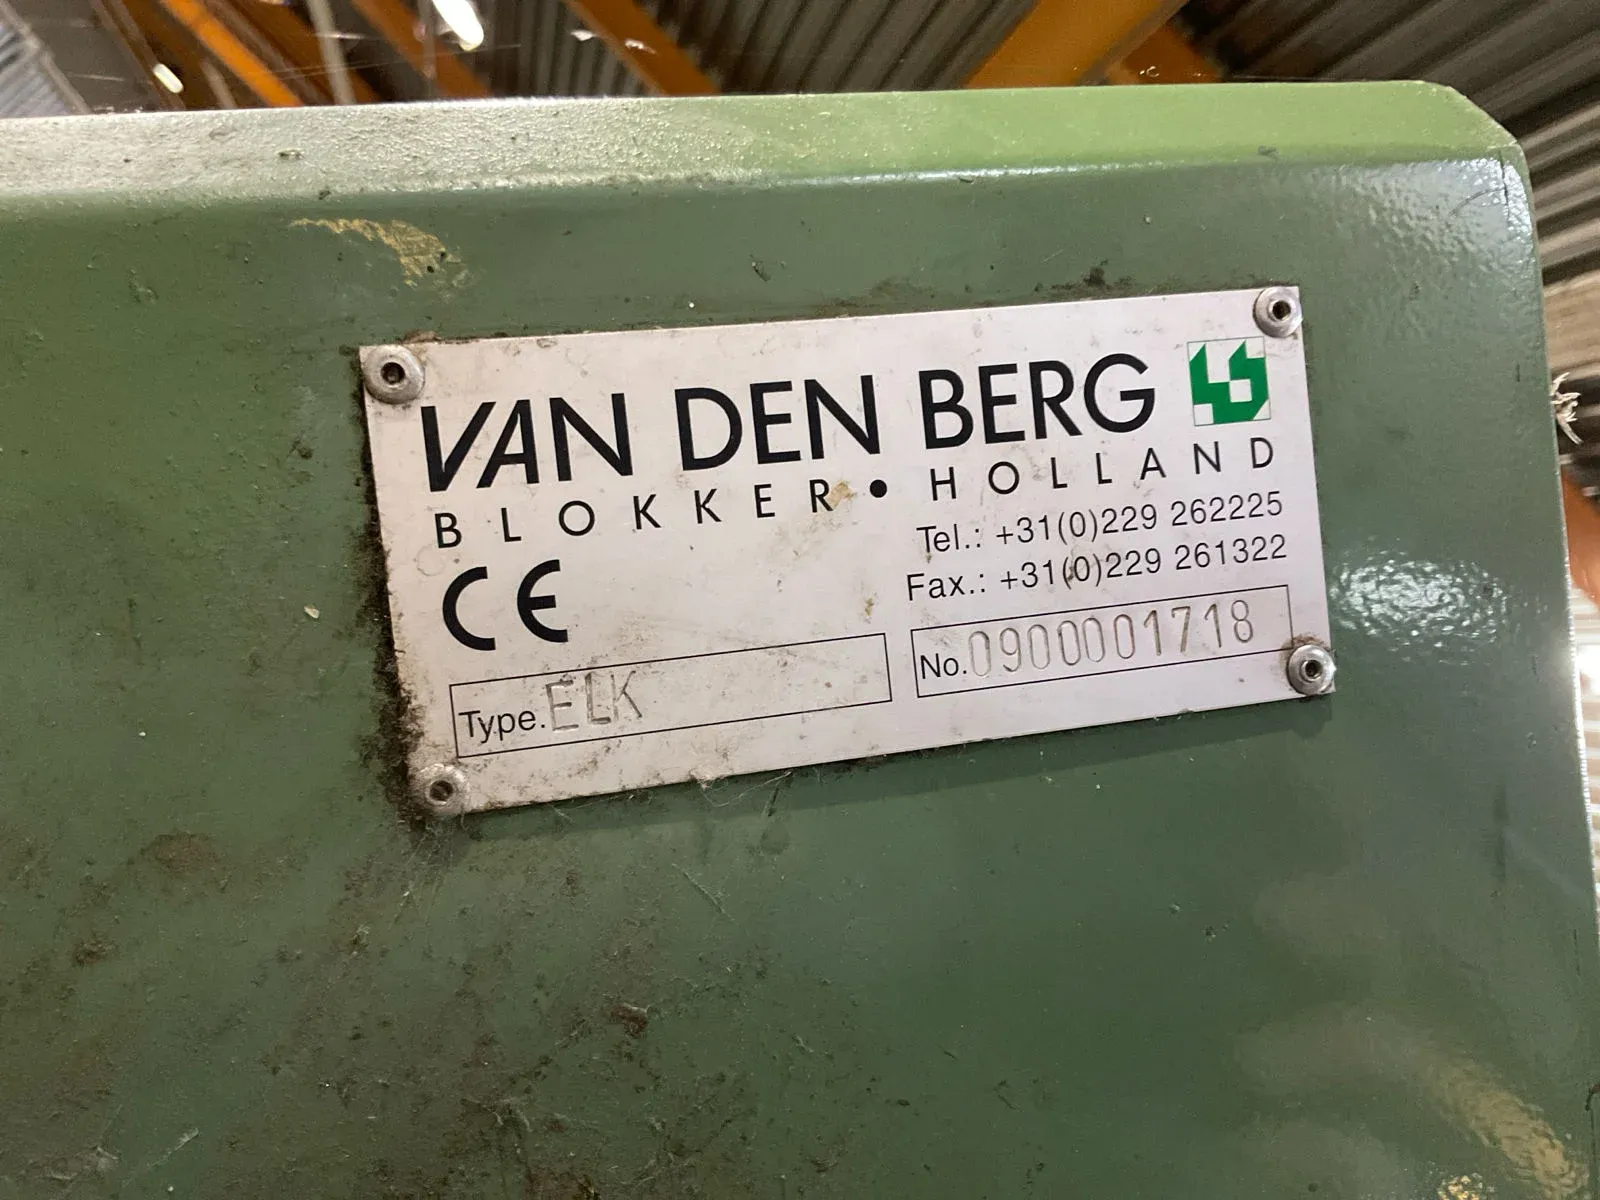 VAN DEN BERG
BLOKKER • HOLLAND
Tel.: +31(0)229 262225
Fax.: +31(0)229 261322
CE
Type. ELK
No. 0900001718